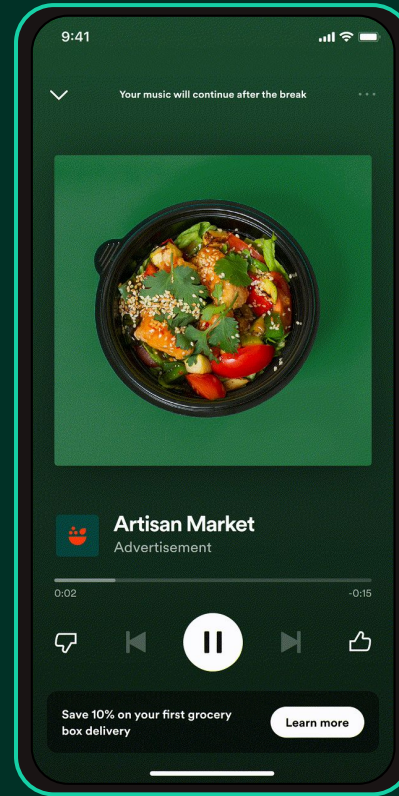 9:41
Your music will continue after the break
Artisan Market
Advertisement
0:02
-0:15
Save 10% on your first grocery
box delivery
Learn more